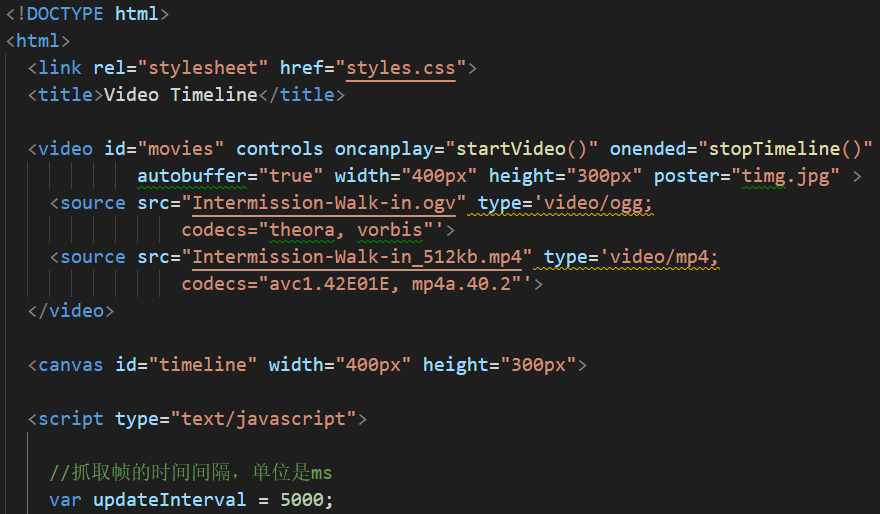 <!DOCTYPE html>
<html>
<link rel="stylesheet" href="styles.css">
<title>Video Timeline</title>
<video id="movies" controls oncanplay="startVideo()" onended="stopTimeline()"
autobuffer="true" width="400px" height="300px" poster="timg.jpg" >
<source src="Intermission-Walk-in.ogv" type='video/ogg;
codecs="theora, vorbis"'>
<source src="Intermission-Walk-in_512kb.mp4" type='video/mp4;
codecs="avc1.42E01E, mp4a.40.2"'>
</video>
<canvas id="timeline" width="400px" height="300px">
<script type="text/javascript">
//抓取帧的时间间隔，单位是ms
var updateInterval = 5000;